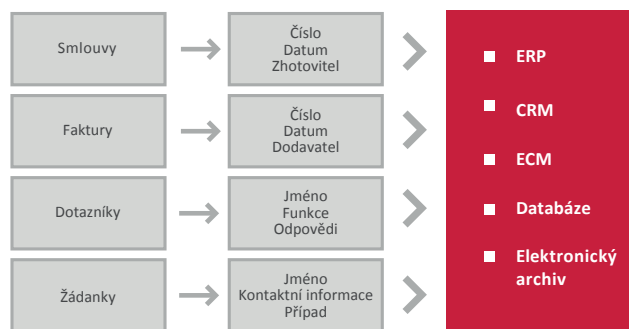 Smlouvy
Číslo
Datum
Zhotovitel
Faktury
Číslo
Datum
Dodavatel
Dotazníky
Jméno
Funkce
Odpovědi
Žádanky
Jméno
Kontaktní informace
Případ
ERP
CRM
ECM
Databáze
Elektronický
archiv